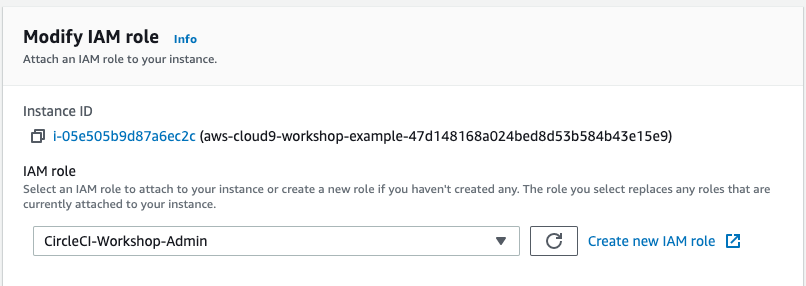 Modify IAM role Info
Attach an IAM role to your instance.
Instance ID
i-05e505b9d87a6ec2c (aws-cloud9-workshop-example-47d148168a024bed8d53b584b43e15e9)
IAM role
Select an IAM role to attach to your instance or create a new role if you haven't created any. The role you select replaces any roles that are
currently attached to your instance.
CircleCI-Workshop-Admin Create new IAM role